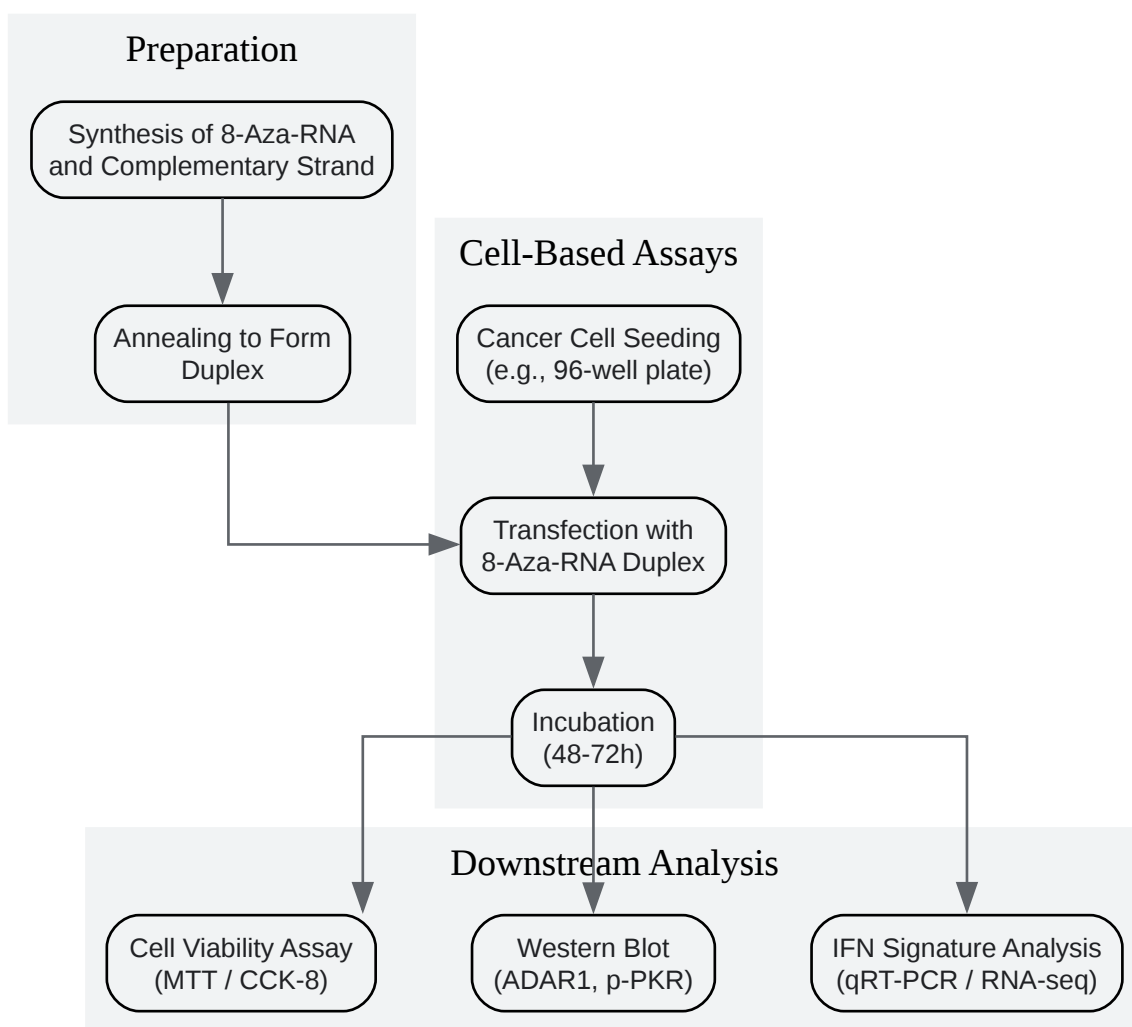 Preparation
Synthesis of 8-Aza-RNA
and Complementary Strand
Annealing to Form
Duplex
Cell-Based Assays
Cancer Cell Seeding
(e.g., 96-well plate)
Transfection with
8-Aza-RNA Duplex
Incubation
(48-72h)
Downstream Analysis
Cell Viability Assay
(MTT / CCK-8)
Western Blot
(ADAR1, p-PKR)
IFN Signature Analysis
(qRT-PCR / RNA-seq)